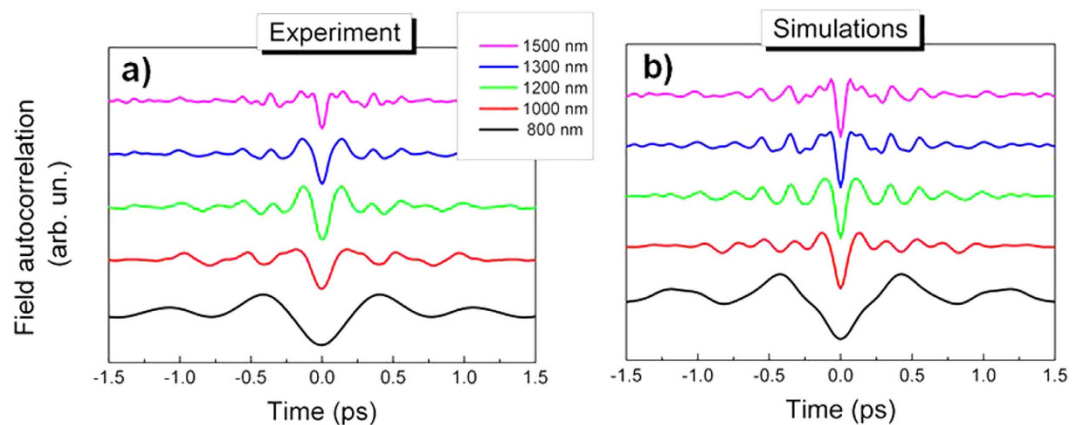 Experiment
Simulations
a)
b)
1500 nm
1300 nm
1200 nm
1000 nm
800 nm
Field autocorrelation
(arb. un.)
-1.5 -1.0 -0.5 0.0 0.5 1.0 1.5
-1.5 -1.0 -0.5 0.0 0.5 1.0 1.5
Time (ps)
Time (ps)